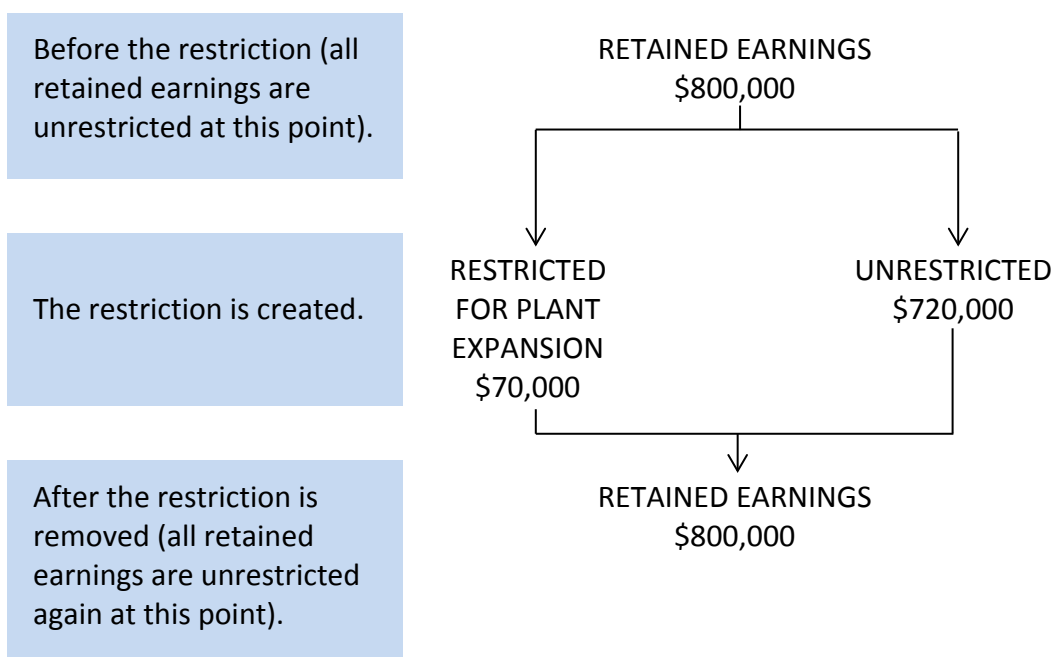 Before the restriction (all
retained earnings are
unrestricted at this point).
RETAINED EARNINGS
$800,000
The restriction is created.
RESTRICTED
FOR PLANT
EXPANSION
$70,000
UNRESTRICTED
$720,000
After the restriction is
removed (all retained
earnings are unrestricted
again at this point).
RETAINED EARNINGS
$800,000